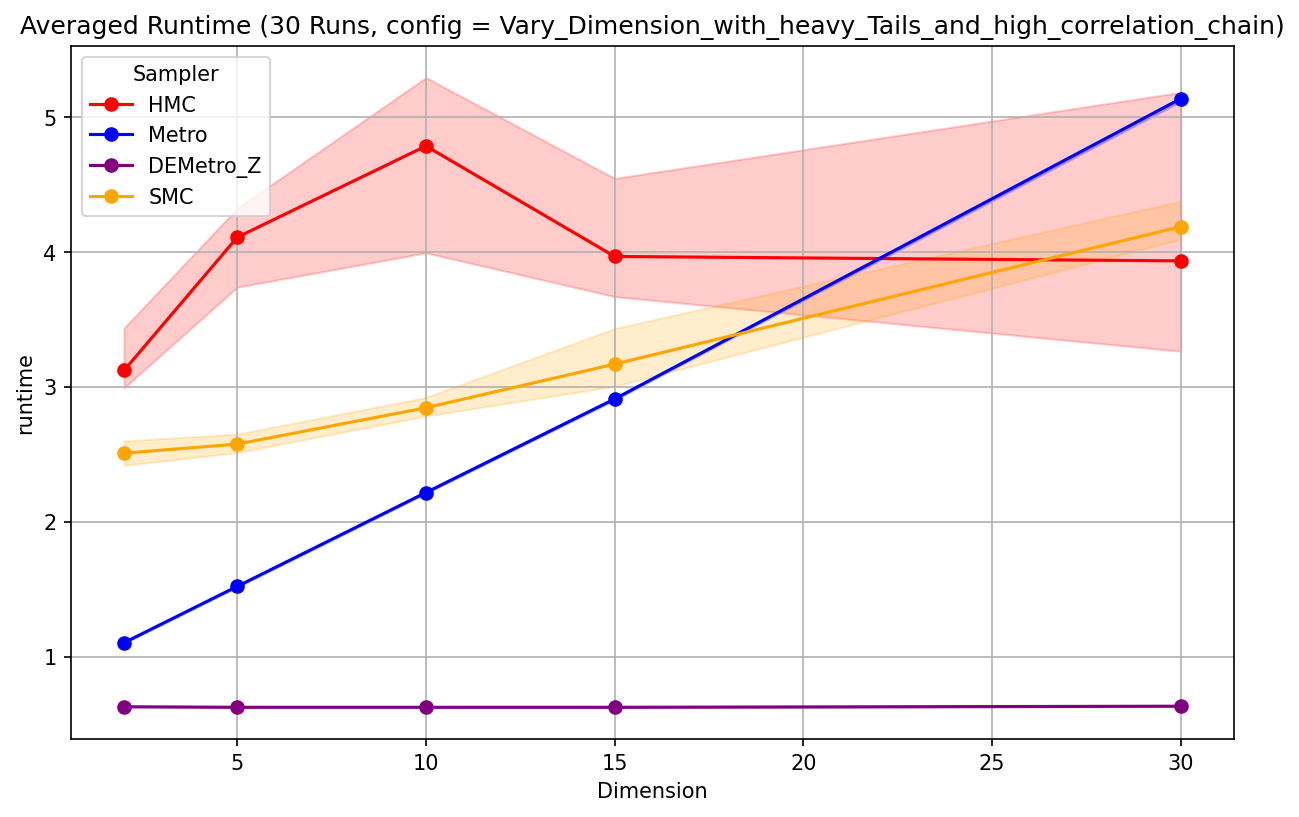 Averaged Runtime (30 Runs, config = Vary_Dimension_with_heavy_Tails_and_high_correlation_chain)
Sampler
HMC
Metro
DEMetro_Z
SMC
runtime
5
4
3
2
1
5 10 15 20 25 30
Dimension